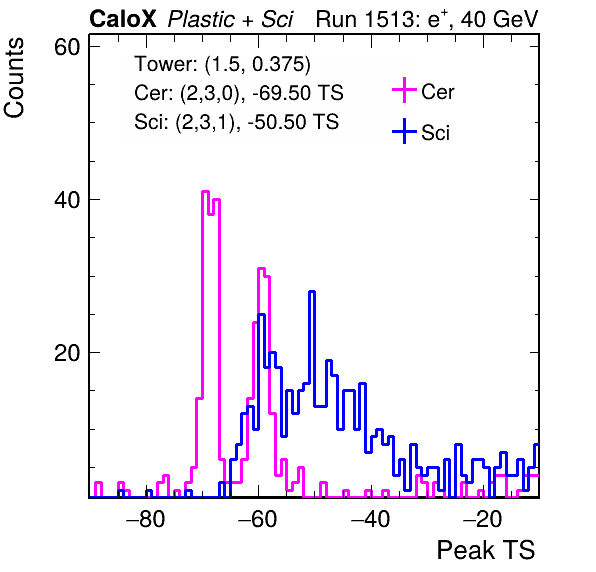 CaloX Plastic + Sci Run 1513: e+, 40 GeV
Counts
60
40
20
Tower: (1.5, 0.375)
Cer: (2,3,0), -69.50 TS
Sci: (2,3,1), -50.50 TS
Cer
Sci
−80 −60 −40 −20
Peak TS